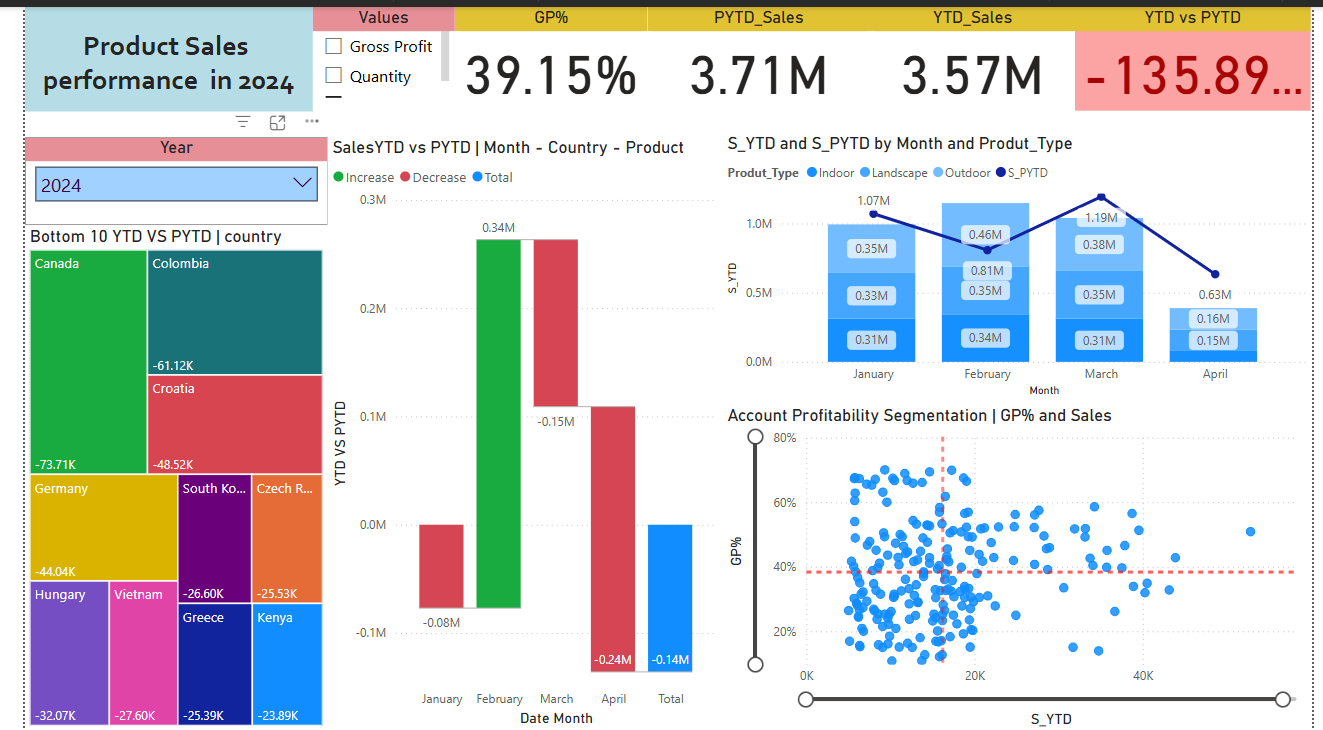 Product Sales
performance in 2024
Values
Gross Profit
Quantity
GP%
39.15%
PYTD_Sales
3.71M
YTD_Sales
3.57M
YTD vs PYTD
-135.89...
Year
2024
Bottom 10 YTD VS PYTD | country
Canada
-73.71K
Colombia
-61.12K
Croatia
-48.52K
Germany
-44.04K
South Ko...
-26.60K
Czech R...
-25.53K
Hungary
-32.07K
Vietnam
-27.60K
Greece
-25.39K
Kenya
-23.89K
SalesYTD vs PYTD | Month - Country - Product
Increase Decrease Total
YTD VS PYTD
0.3M
0.2M
0.1M
0.0M
-0.1M
-0.08M
0.34M
-0.15M
-0.24M
-0.14M
January February March April Total
Date Month
S_YTD and S_PYTD by Month and Produt_Type
Produt_Type Indoor Landscape Outdoor S_PYTD
S_YTD
1.0M
0.5M
0.0M
1.07M
0.35M
0.33M
0.31M
0.46M
0.81M
0.35M
0.34M
1.19M
0.38M
0.35M
0.31M
0.63M
0.16M
0.15M
January February March April
Month
Account Profitability Segmentation | GP% and Sales
GP%
80%
60%
40%
20%
0K 20K 40K
S_YTD